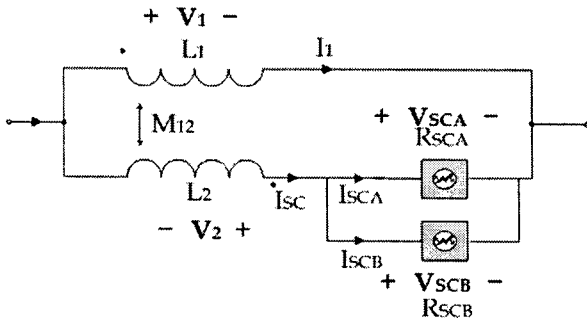 + V1 −
L1
I1
M12
+ VSCA −
RSCA
L2
ISC
ISCA
− V2 +
ISCB
+ VSCB −
RSCB